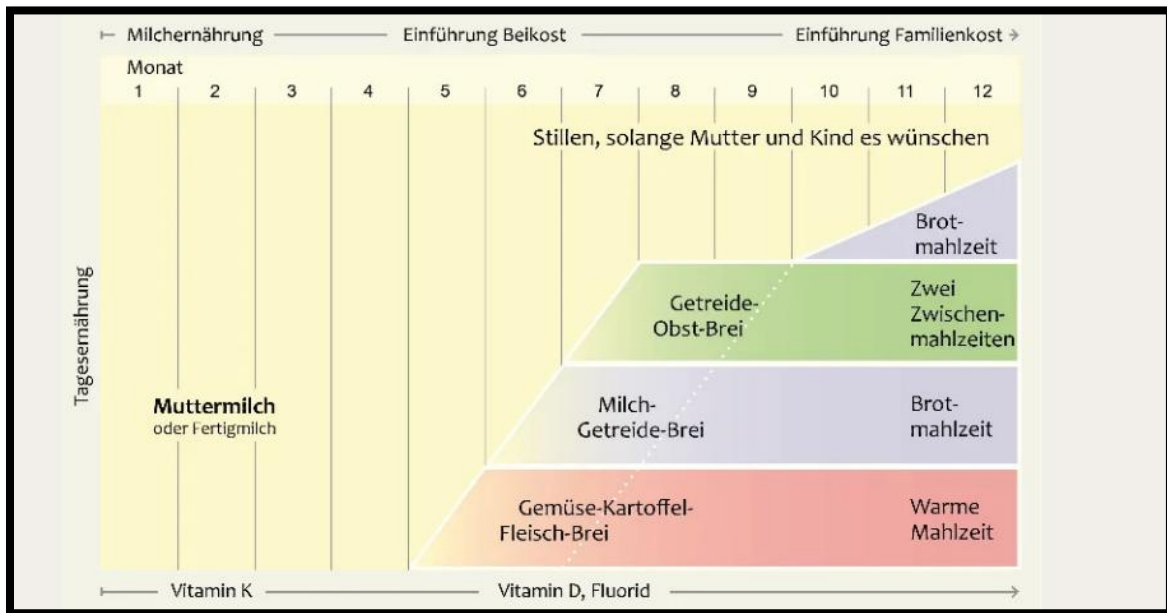 Milchernährung Einführung Beikost Einführung Familienkost
Monat
1 2 3 4 5 6 7 8 9 10 11 12
Stillen, solange Mutter und Kind es wünschen
Brot-
mahlzeit
Getreide-
Obst-Brei
Zwei
Zwischen-
mahlzeiten
Tagesernährung
Muttermilch
oder Fertigmilch
Milch-
Getreide-Brei
Brot-
mahlzeit
Gemüse-Kartoffel-
Fleisch-Brei
Warme
Mahlzeit
Vitamin K Vitamin D, Fluorid